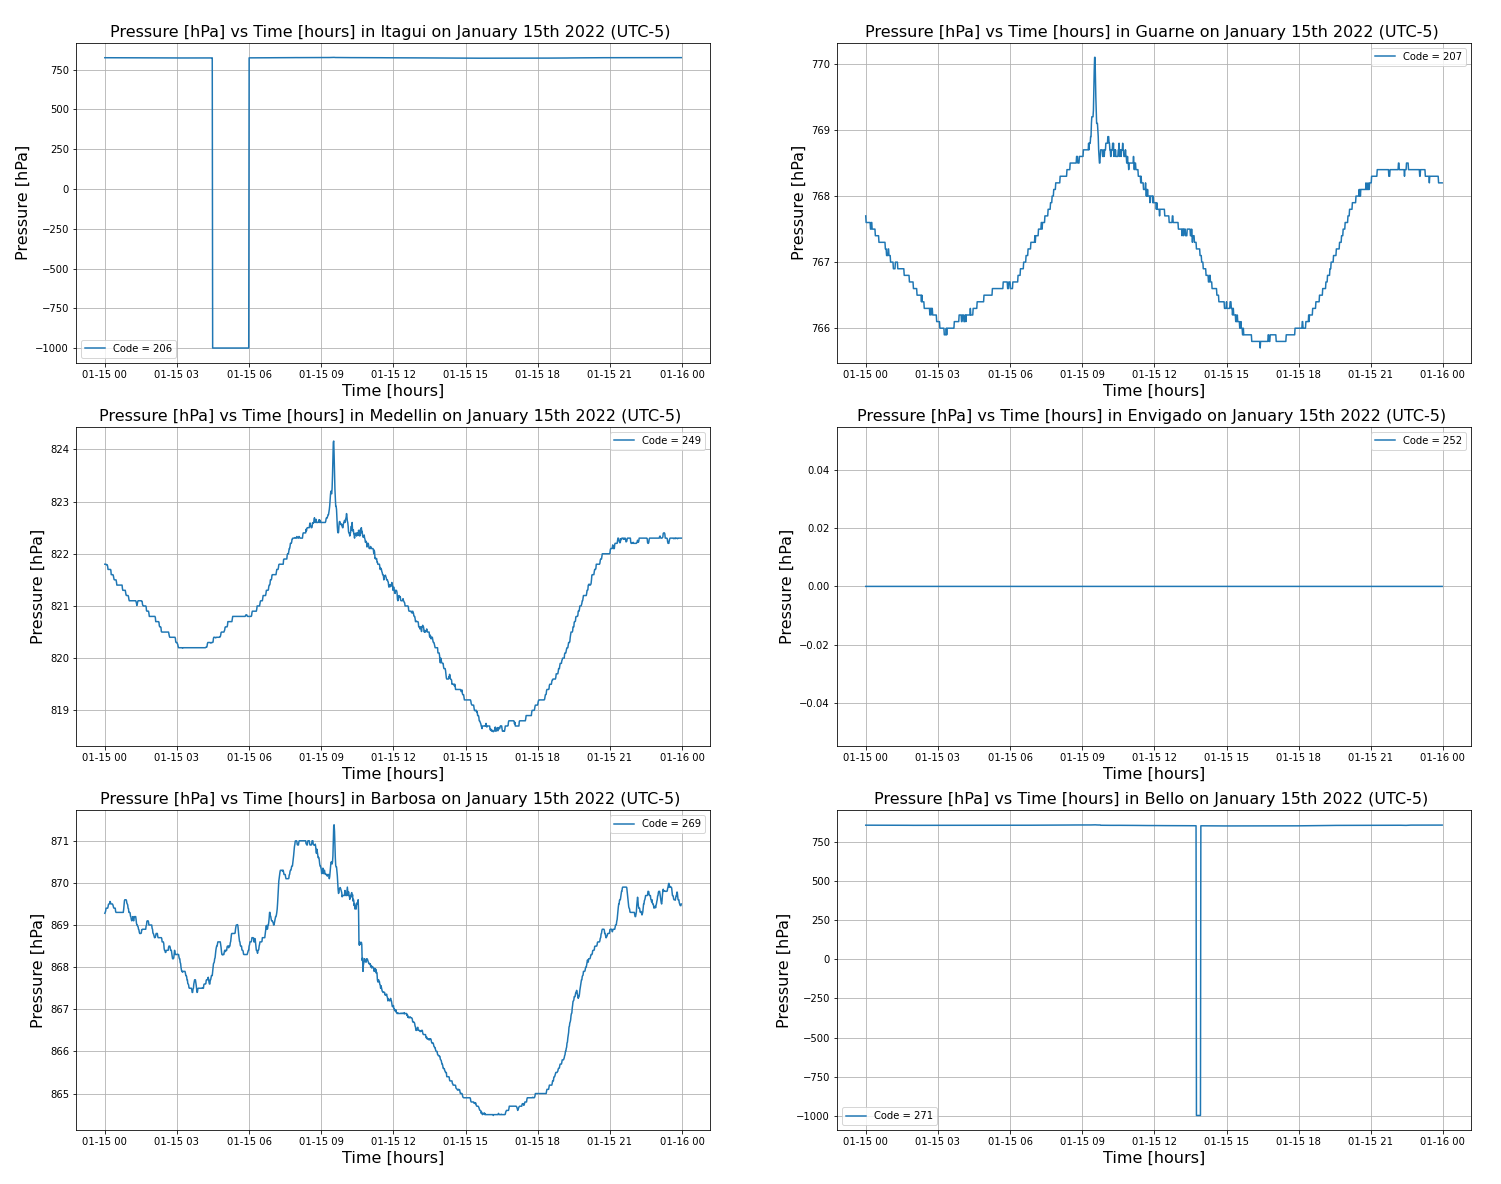 Pressure [hPa] vs Time [hours] in Itagui on January 15th 2022 (UTC-5)
Pressure [hPa]
750
500
250
0
−250
−500
−750
−1000
Code = 206
01-15 00 01-15 03 01-15 06 01-15 09 01-15 12 01-15 15 01-15 18 01-15 21 01-16 00
Time [hours]
Pressure [hPa] vs Time [hours] in Guarne on January 15th 2022 (UTC-5)
Pressure [hPa]
770
769
768
767
766
Code = 207
01-15 00 01-15 03 01-15 06 01-15 09 01-15 12 01-15 15 01-15 18 01-15 21 01-16 00
Time [hours]
Pressure [hPa] vs Time [hours] in Medellin on January 15th 2022 (UTC-5)
Pressure [hPa]
824
823
822
821
820
819
Code = 249
01-15 00 01-15 03 01-15 06 01-15 09 01-15 12 01-15 15 01-15 18 01-15 21 01-16 00
Time [hours]
Pressure [hPa] vs Time [hours] in Envigado on January 15th 2022 (UTC-5)
Pressure [hPa]
0.04
0.02
0.00
−0.02
−0.04
Code = 252
01-15 00 01-15 03 01-15 06 01-15 09 01-15 12 01-15 15 01-15 18 01-15 21 01-16 00
Time [hours]
Pressure [hPa] vs Time [hours] in Barbosa on January 15th 2022 (UTC-5)
Pressure [hPa]
871
870
869
868
867
866
865
Code = 269
01-15 00 01-15 03 01-15 06 01-15 09 01-15 12 01-15 15 01-15 18 01-15 21 01-16 00
Time [hours]
Pressure [hPa] vs Time [hours] in Bello on January 15th 2022 (UTC-5)
Pressure [hPa]
750
500
250
0
−250
−500
−750
−1000
Code = 271
01-15 00 01-15 03 01-15 06 01-15 09 01-15 12 01-15 15 01-15 18 01-15 21 01-16 00
Time [hours]